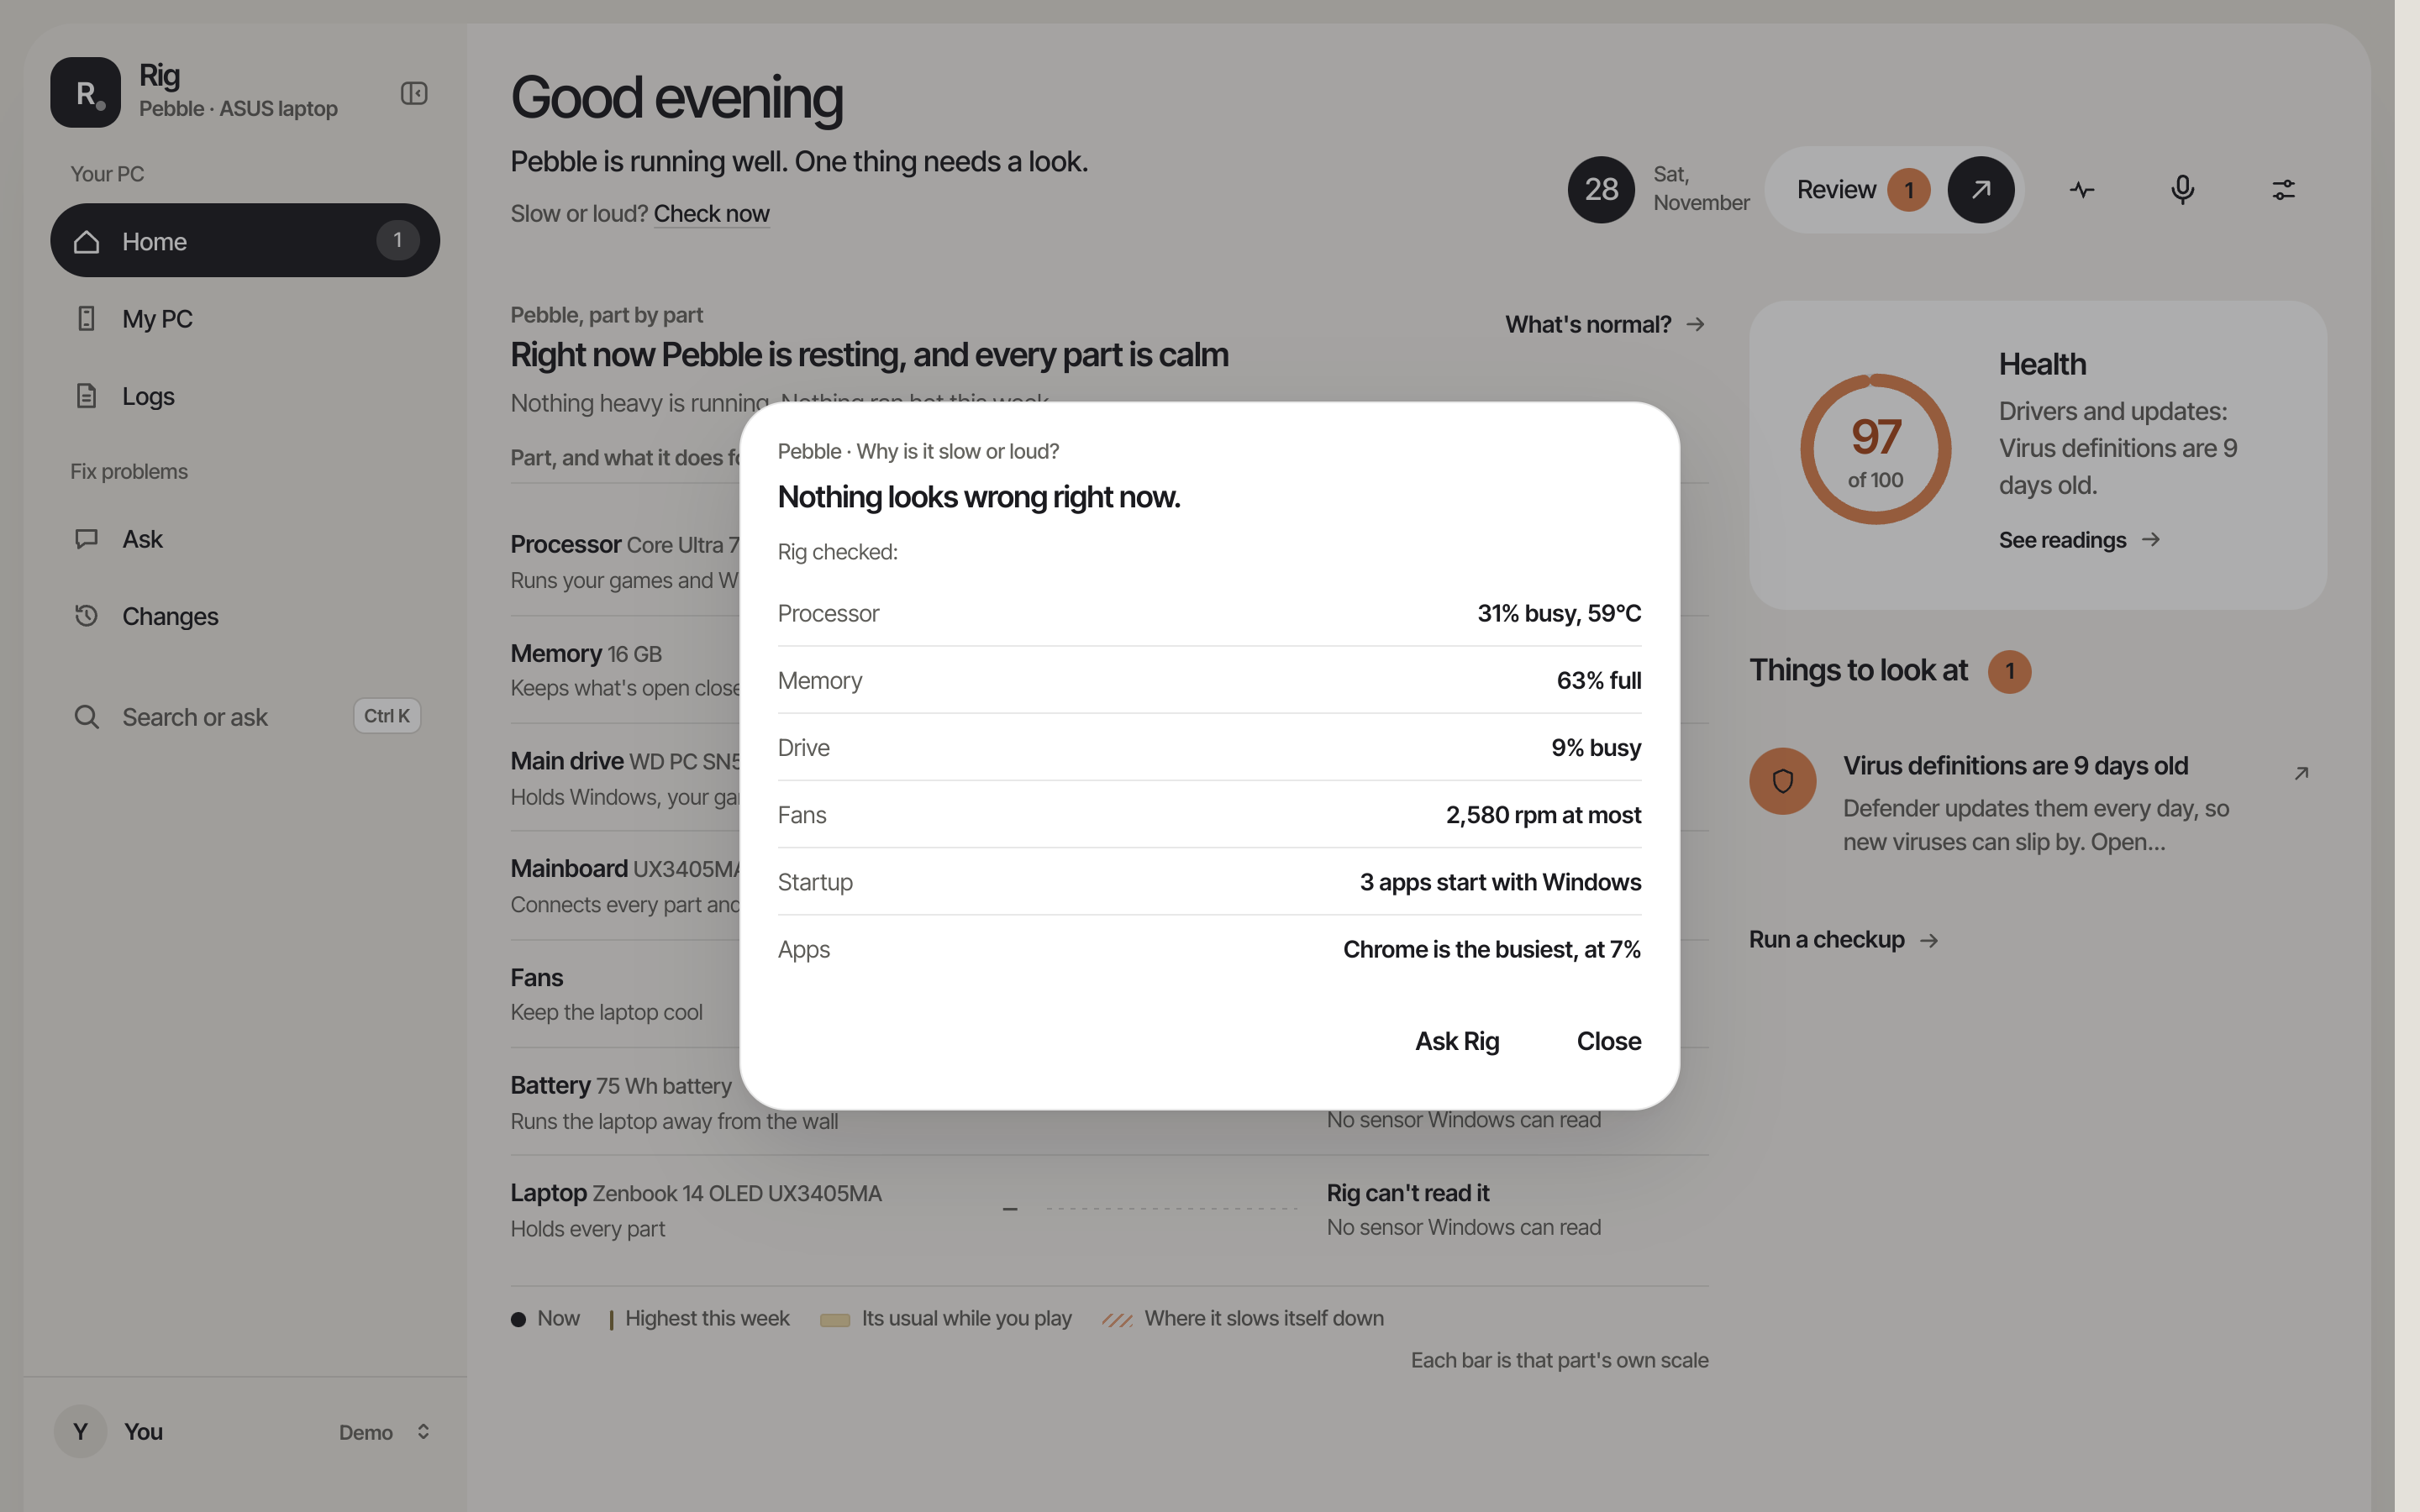 R.
Rig
Pebble · ASUS laptop
Your PC
Home
1
My PC
Logs
Fix problems
Ask
Changes
Search or ask
Ctrl K
Y
You
Demo
Good evening
Pebble is running well. One thing needs a look.
Slow or loud? Check now
28
Sat,
November
Review
1
Pebble, part by part
What's normal?
Right now Pebble is resting, and every part is calm
Nothing heavy is running. Nothing ran hot this week
Part, and what it does
Processor Core Ultra 7
Runs your games and
Memory 16 GB
Keeps what's open close
Main drive WD PC
Holds Windows, your
Mainboard
Connects every part and
Fans
Keep the laptop cool
Battery 75 Wh battery
Runs the laptop away from the wall
No sensor Windows can read
Laptop Zenbook 14 OLED UX3405MA
Holds every part
Rig can't read it
No sensor Windows can read
Now
Highest this week
Its usual while you play
Where it slows itself down
Each bar is that part's own scale
Pebble · Why is it slow or loud?
Nothing looks wrong right now.
Rig checked:
Processor
31% busy, 59°C
Memory
63% full
Drive
9% busy
Fans
2,580 rpm at most
Startup
3 apps start with Windows
Apps
Chrome is the busiest, at 7%
Ask Rig
Close
97
of 100
Health
Drivers and updates:
Virus definitions are 9
days old.
See readings
Things to look at
1
Virus definitions are 9 days old
Defender updates them every day, so
new viruses can slip by. Open...
Run a checkup